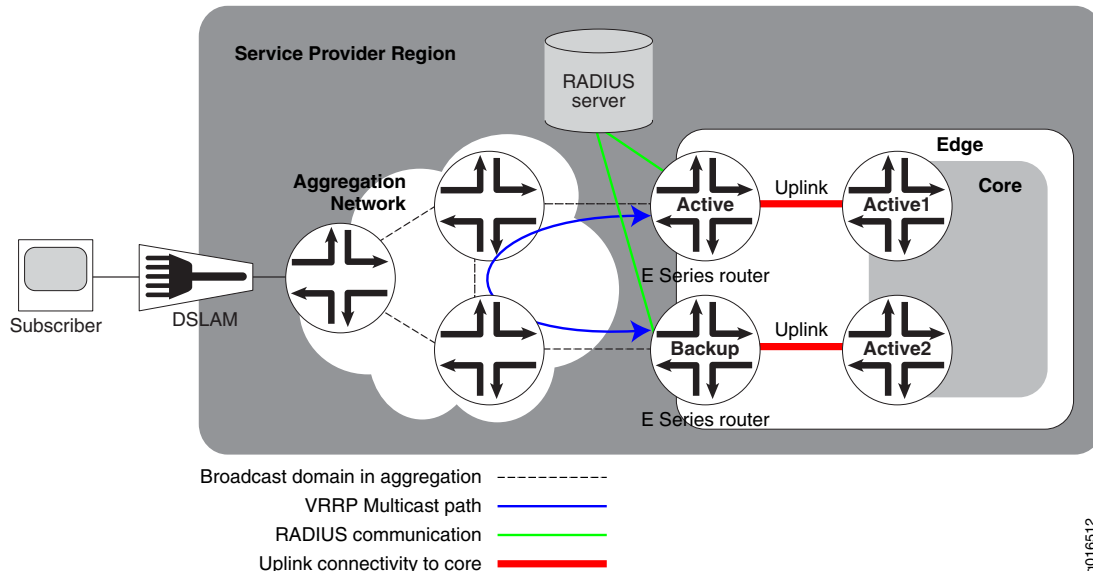 Service Provider Region
RADIUS
server
Edge
Aggregation
Network
Uplink
Core
Active
Active1
E Series router
Subscriber
DSLAM
Uplink
Backup
Active2
E Series router
Broadcast domain in aggregation
VRRP Multicast path
RADIUS communication
Uplink connectivity to core
g016512